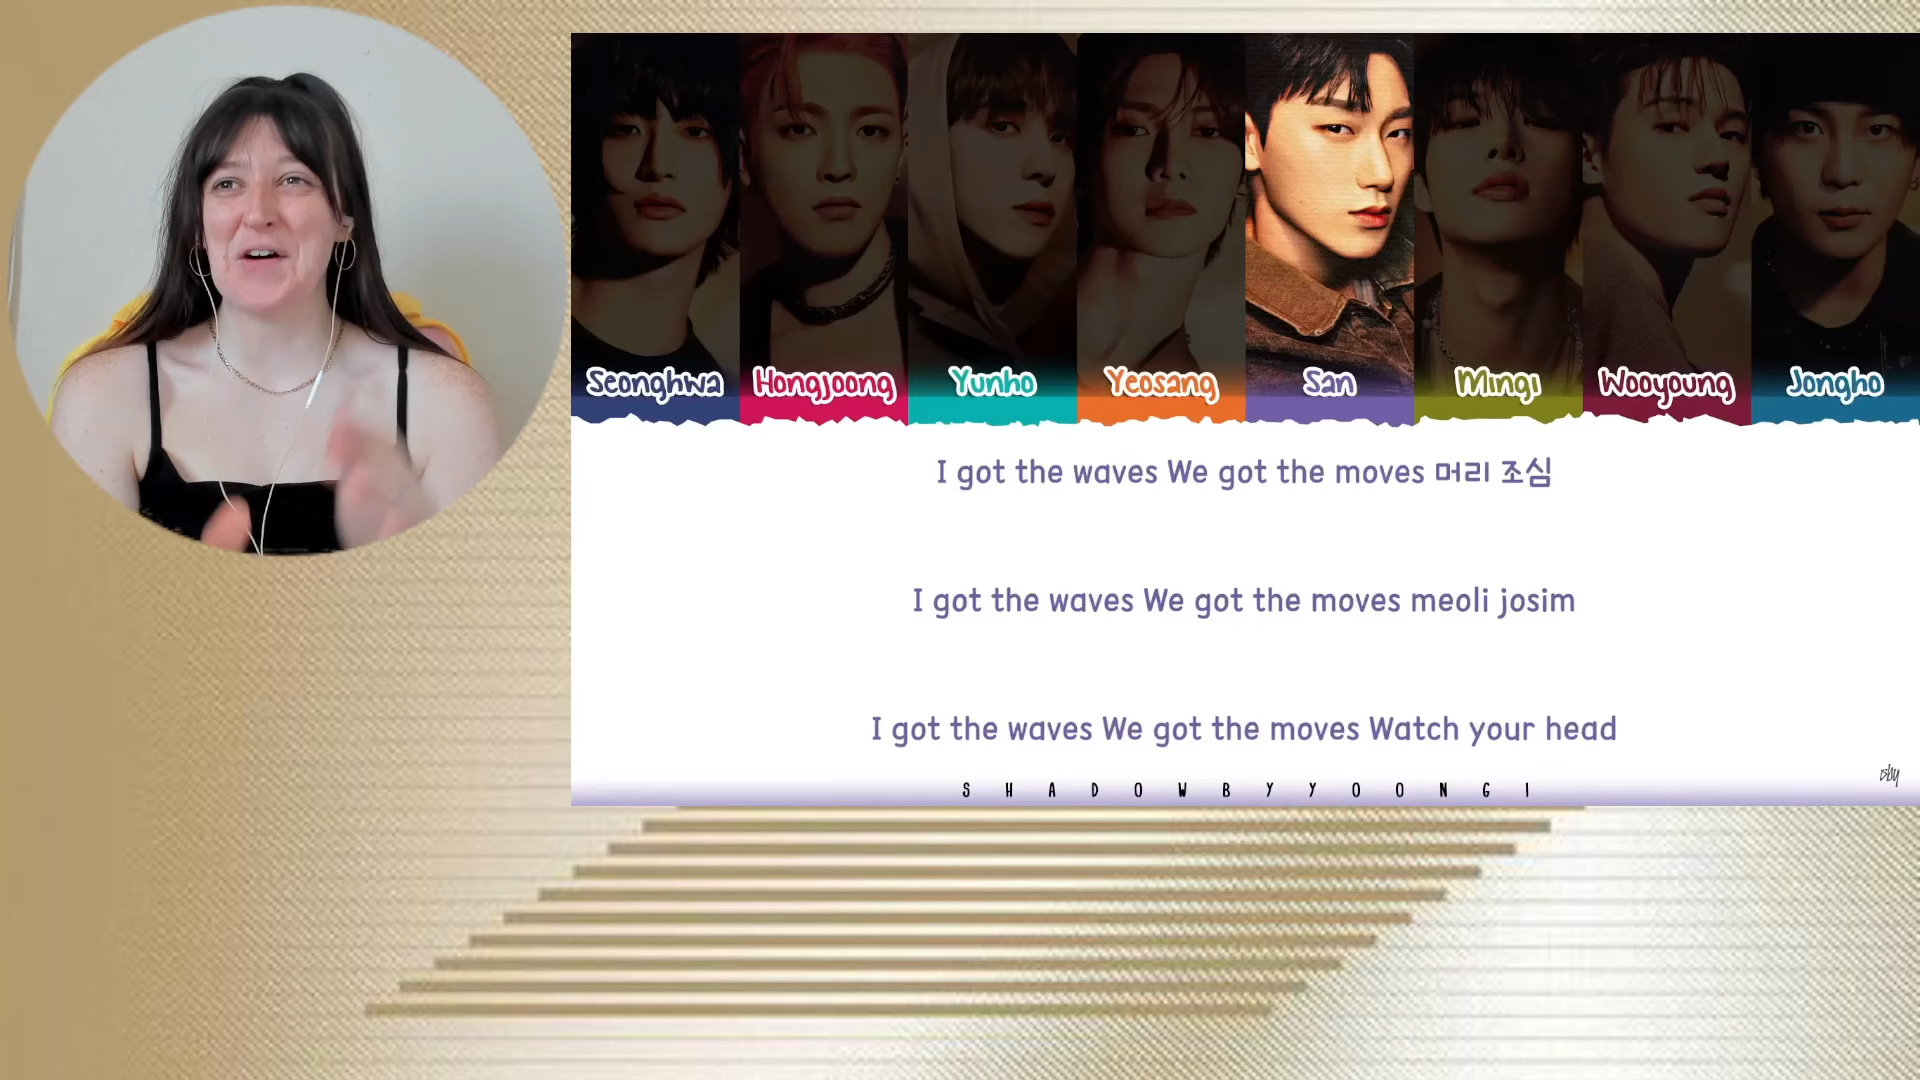 Seonghwa Hongjoong Yunho Yeosang San Mingi Wooyoung Jongho
I got the waves We got the moves 머리 조심
I got the waves We got the moves meoli josim
I got the waves We got the moves Watch your head
SHADOWBYYOONGI
sby